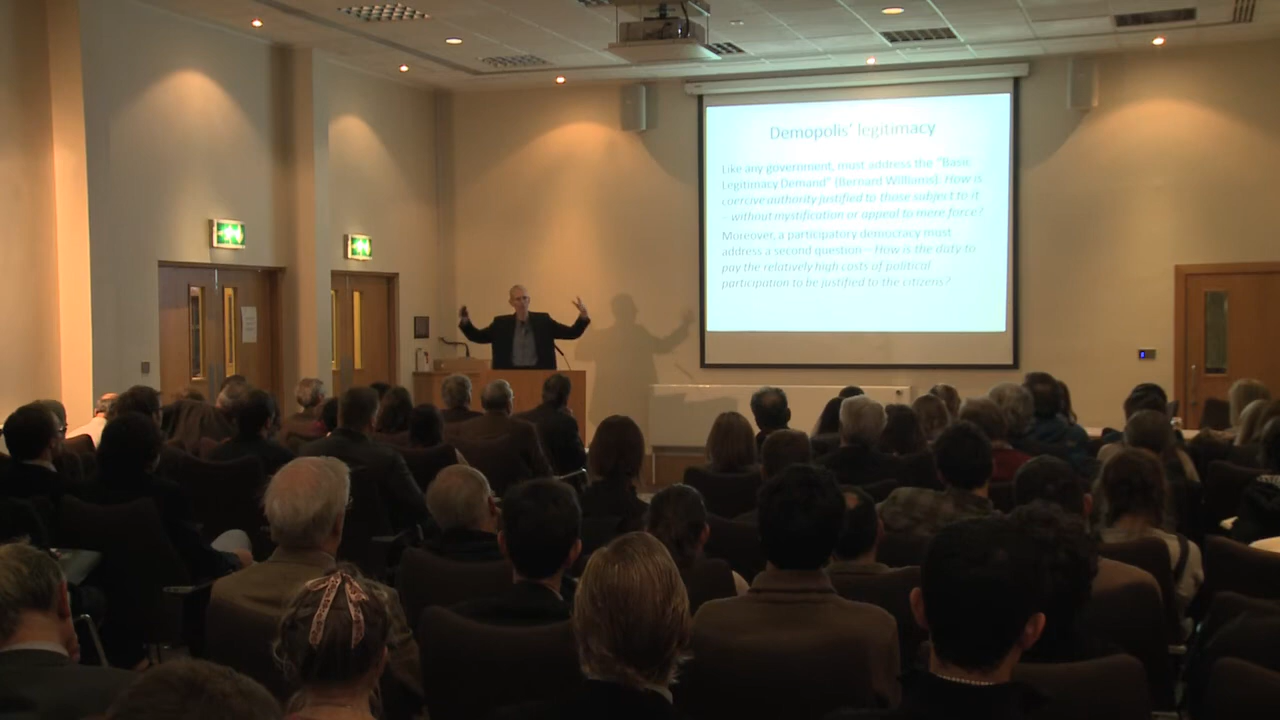 Demopolis' legitimacy
Like any government, must address the "Basic
Legitimacy Demand" (Bernard Williams). How is
coercive authority justified to those subject to it
– without mystification or appeal to mere force?
Moreover, a participatory democracy must
address a second question – How is the duty to
pay the relatively high costs of political
participation to be justified to the citizens?